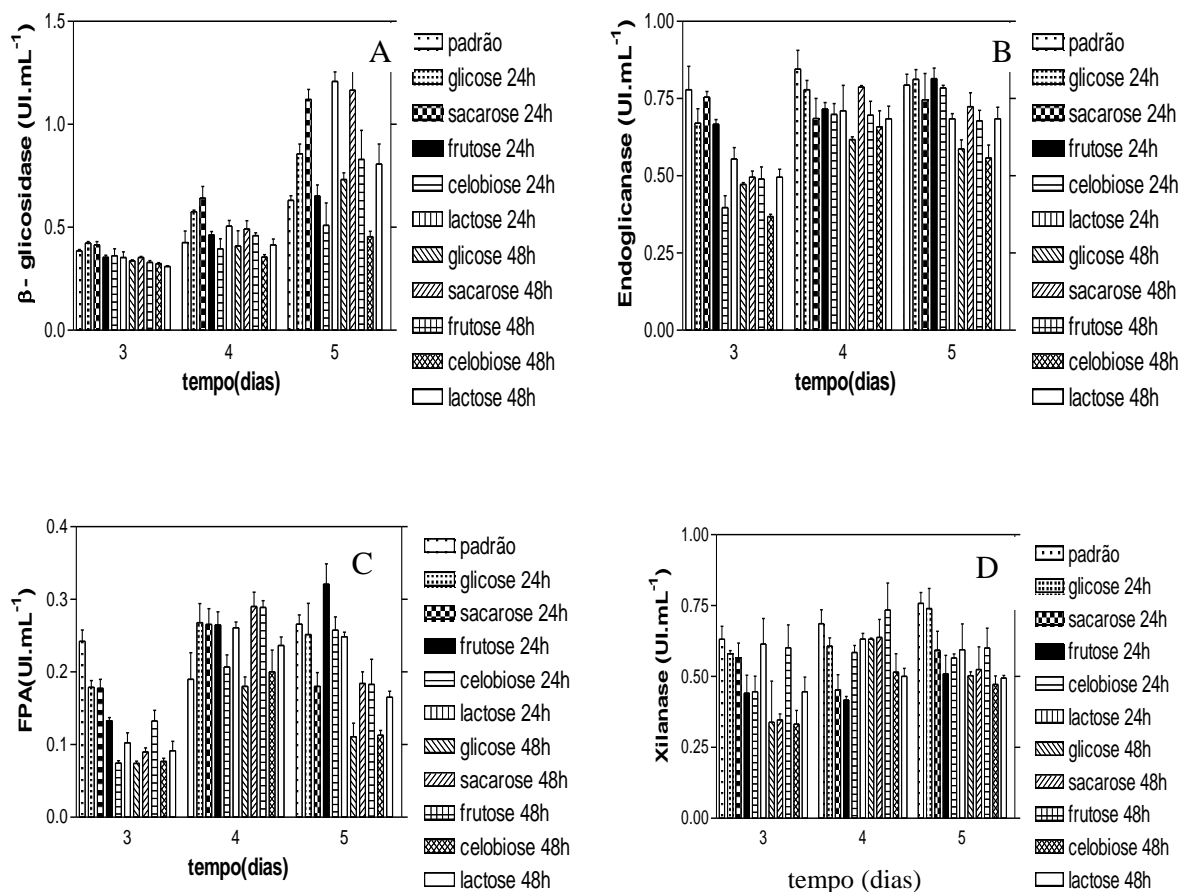 A
β - glicosidase (UI.mL⁻¹)
1.5
1.0
0.5
0.0
3 4 5
tempo(dias)
padrão
glicose 24h
sacarose 24h
frutose 24h
celobiose 24h
lactose 24h
glicose 48h
sacarose 48h
frutose 48h
celobiose 48h
lactose 48h
B
Endoglicanase (UI.mL⁻¹)
1.00
0.75
0.50
0.25
0.00
3 4 5
tempo(dias)
padrão
glicose 24h
sacarose 24h
frutose 24h
celobiose 24h
lactose 24h
glicose 48h
sacarose 48h
frutose 48h
celobiose 48h
lactose 48h
C
FPA(UI.mL⁻¹)
0.4
0.3
0.2
0.1
0.0
3 4 5
tempo(dias)
padrão
glicose 24h
sacarose 24h
frutose 24h
celobiose 24h
lactose 24h
glicose 48h
sacarose 48h
frutose 48h
celobiose 48h
lactose 48h
D
Xilanase (UI.mL⁻¹)
1.00
0.75
0.50
0.25
0.00
3 4 5
tempo (dias)
padrão
glicose 24h
sacarose 24h
frutose 24h
celobiose 24h
lactose 24h
glicose 48h
sacarose 48h
frutose 48h
celobiose 48h
lactose 48h